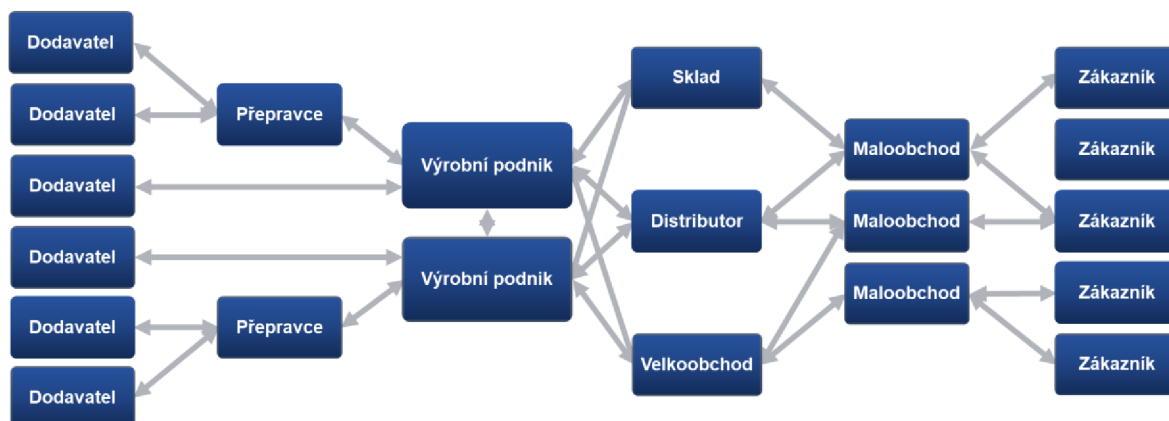 Dodavatel
Dodavatel
Dodavatel
Dodavatel
Dodavatel
Dodavatel
Přepravce
Přepravce
Výrobní podnik
Výrobní podnik
Sklad
Distributor
Velkoobchod
Maloobchod
Maloobchod
Maloobchod
Zákazník
Zákazník
Zákazník
Zákazník
Zákazník